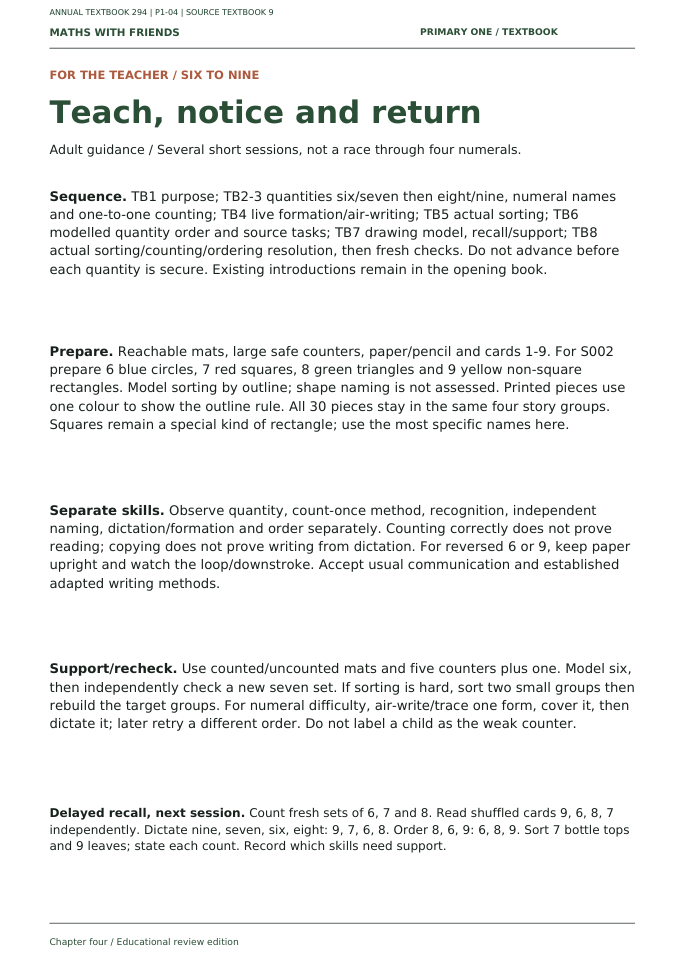 ANNUAL TEXTBOOK 294 | P1-04 | SOURCE TEXTBOOK 9
MATHS WITH FRIENDS
PRIMARY ONE / TEXTBOOK
FOR THE TEACHER / SIX TO NINE
Teach, notice and return
Adult guidance / Several short sessions, not a race through four numerals.
Sequence. TB1 purpose; TB2-3 quantities six/seven then eight/nine, numeral names
and one-to-one counting; TB4 live formation/air-writing; TB5 actual sorting; TB6
modelled quantity order and source tasks; TB7 drawing model, recall/support; TB8
actual sorting/counting/ordering resolution, then fresh checks. Do not advance before
each quantity is secure. Existing introductions remain in the opening book.
Prepare. Reachable mats, large safe counters, paper/pencil and cards 1-9. For S002
prepare 6 blue circles, 7 red squares, 8 green triangles and 9 yellow non-square
rectangles. Model sorting by outline; shape naming is not assessed. Printed pieces use
one colour to show the outline rule. All 30 pieces stay in the same four story groups.
Squares remain a special kind of rectangle; use the most specific names here.
Separate skills. Observe quantity, count-once method, recognition, independent
naming, dictation/formation and order separately. Counting correctly does not prove
reading; copying does not prove writing from dictation. For reversed 6 or 9, keep paper
upright and watch the loop/downstroke. Accept usual communication and established
adapted writing methods.
Support/recheck. Use counted/uncounted mats and five counters plus one. Model six,
then independently check a new seven set. If sorting is hard, sort two small groups then
rebuild the target groups. For numeral difficulty, air-write/trace one form, cover it, then
dictate it; later retry a different order. Do not label a child as the weak counter.
Delayed recall, next session. Count fresh sets of 6, 7 and 8. Read shuffled cards 9, 6, 8, 7
independently. Dictate nine, seven, six, eight: 9, 7, 6, 8. Order 8, 6, 9: 6, 8, 9. Sort 7 bottle tops
and 9 leaves; state each count. Record which skills need support.
Chapter four / Educational review edition